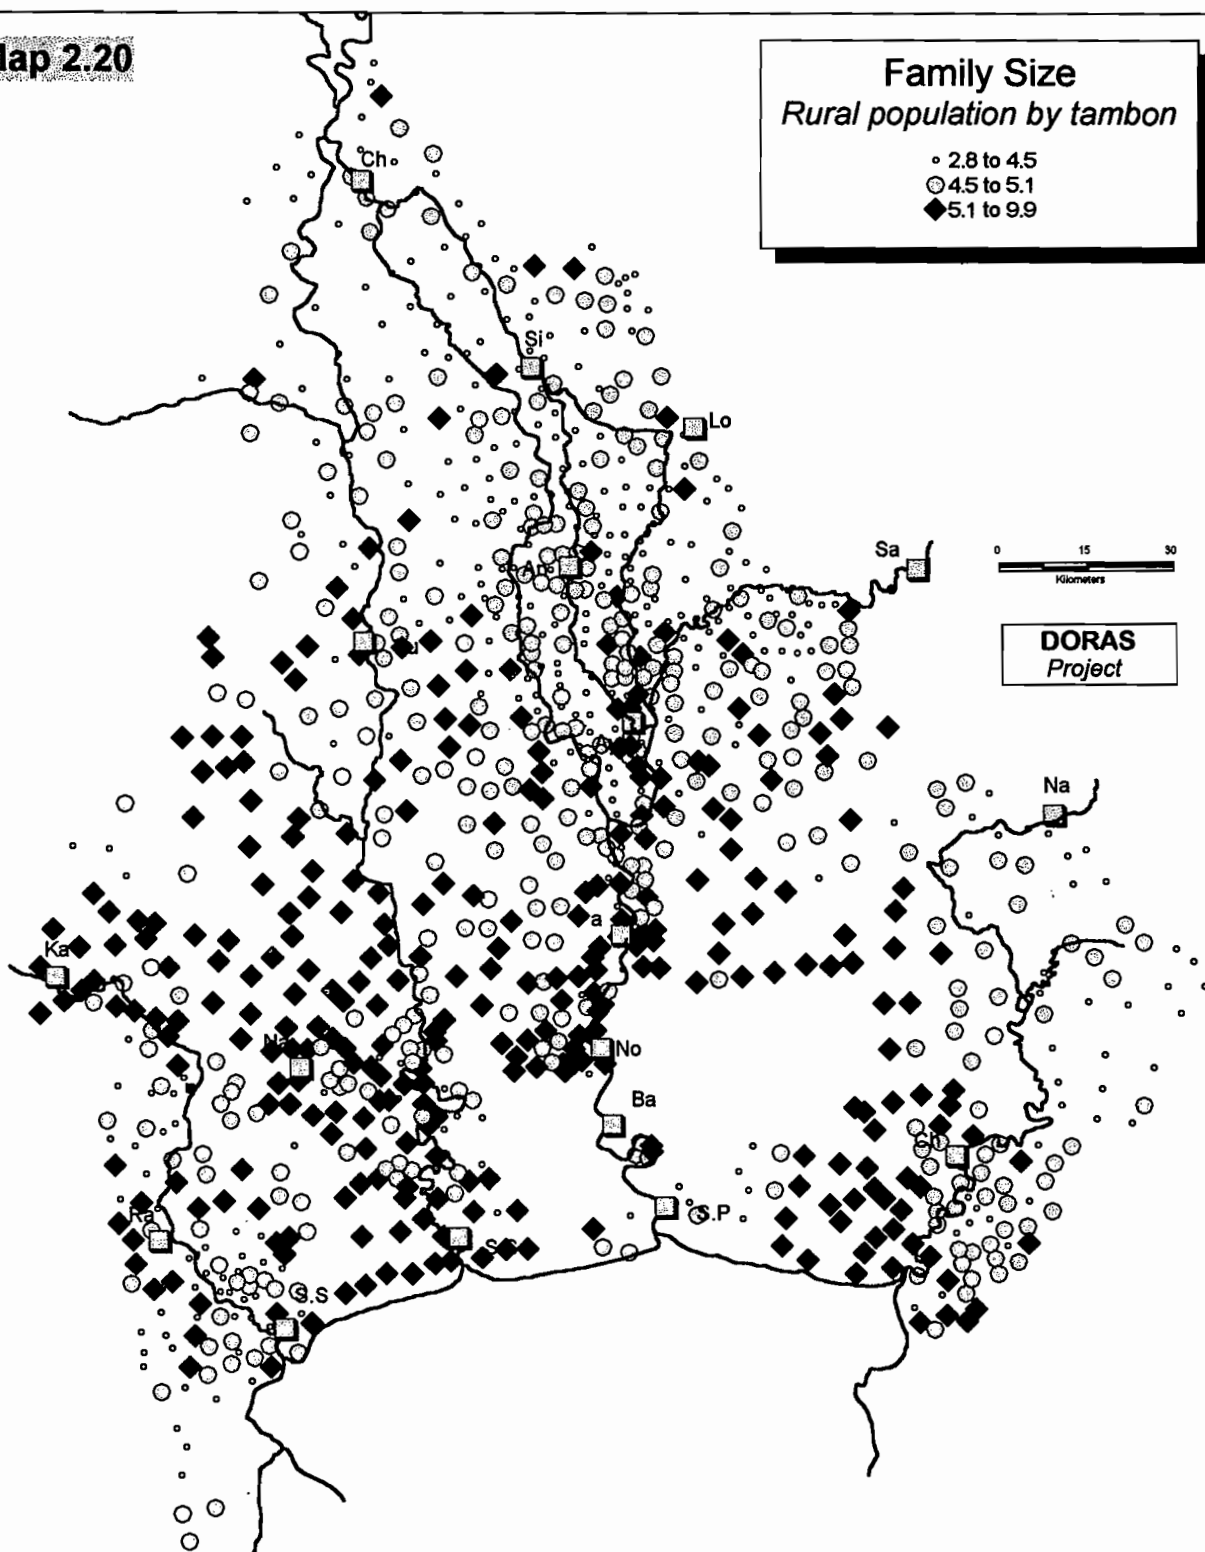 Map 2.20
Family Size
Rural population by tambon
2.8 to 4.5
4.5 to 5.1
5.1 to 9.9
Ch
Si
Lo
Sa
0 15 30
Kilometers
An
DORAS
Project
Na
a
Ka
Na
No
Ba
Ch
Ra
S.P
S.S
S.S